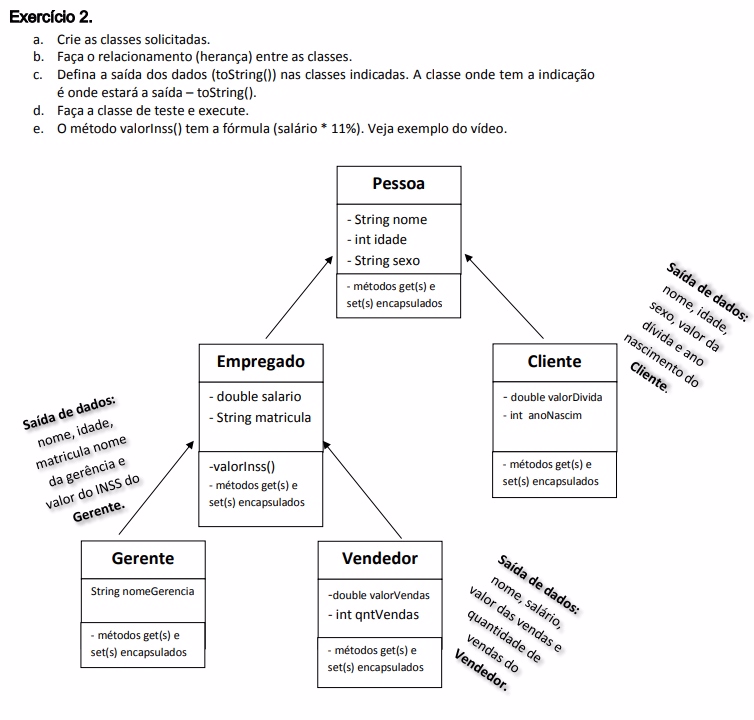 Exercício 2.
a. Crie as classes solicitadas.
b. Faça o relacionamento (herança) entre as classes.
c. Defina a saída dos dados (toString()) nas classes indicadas. A classe onde tem a indicação
é onde estará a saída – toString().
d. Faça a classe de teste e execute.
e. O método valorInss() tem a fórmula (salário * 11%). Veja exemplo do vídeo.
Pessoa
- String nome
- int idade
- String sexo
- métodos get(s) e
set(s) encapsulados
Saída de dados:
nome, idade,
sexo, valor da
dívida e ano
nascimento do
Cliente.
Empregado
- double salario
- String matricula
-valorInss()
- métodos get(s) e
set(s) encapsulados
Cliente
- double valorDivida
- int anoNascim
- métodos get(s) e
set(s) encapsulados
Saída de dados:
nome, idade,
matricula nome
da gerência e
valor do INSS do
Gerente.
Gerente
String nomeGerencia
- métodos get(s) e
set(s) encapsulados
Vendedor
-double valorVendas
- int qntVendas
- métodos get(s) e
set(s) encapsulados
Saída de dados:
nome, salário,
valor das vendas e
quantidade de
vendas do
Vendedor.